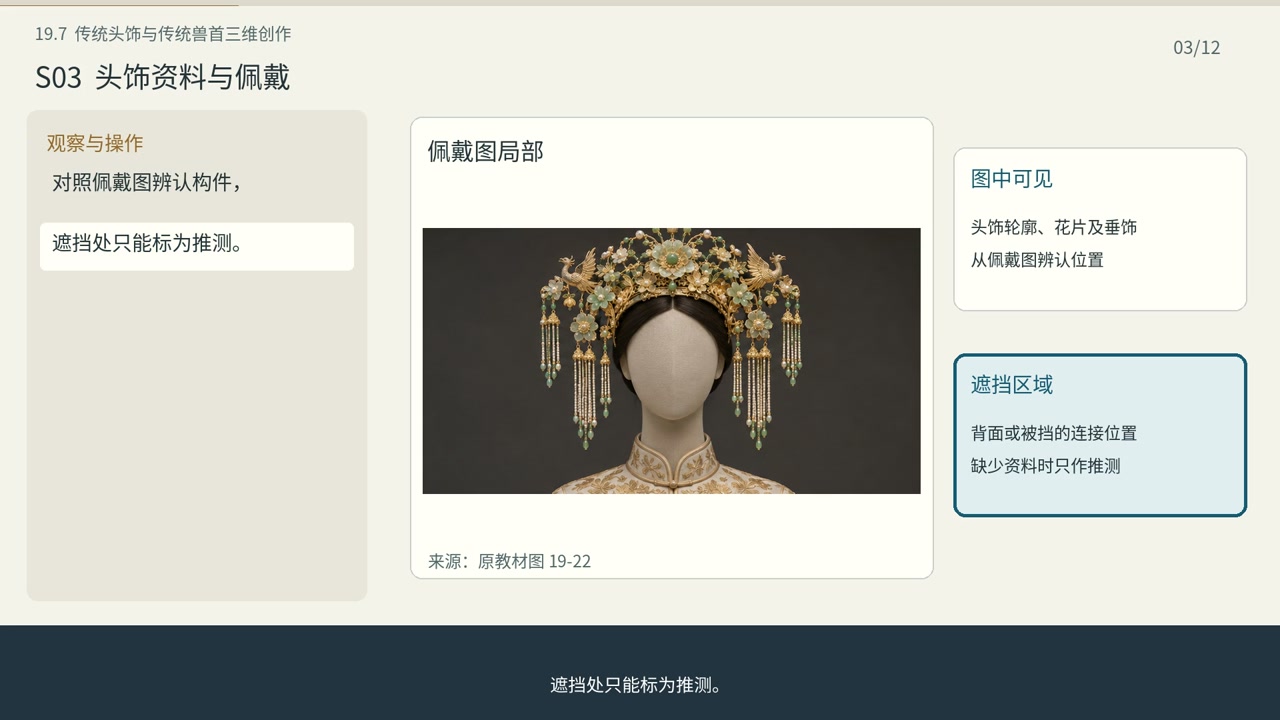 19.7 传统头饰与传统兽首三维创作
03/12
S03 头饰资料与佩戴
观察与操作
对照佩戴图辨认构件，
遮挡处只能标为推测。
佩戴图局部
来源：原教材图 19-22
图中可见
头饰轮廓、花片及垂饰
从佩戴图辨认位置
遮挡区域
背面或被挡的连接位置
缺少资料时只作推测
遮挡处只能标为推测。